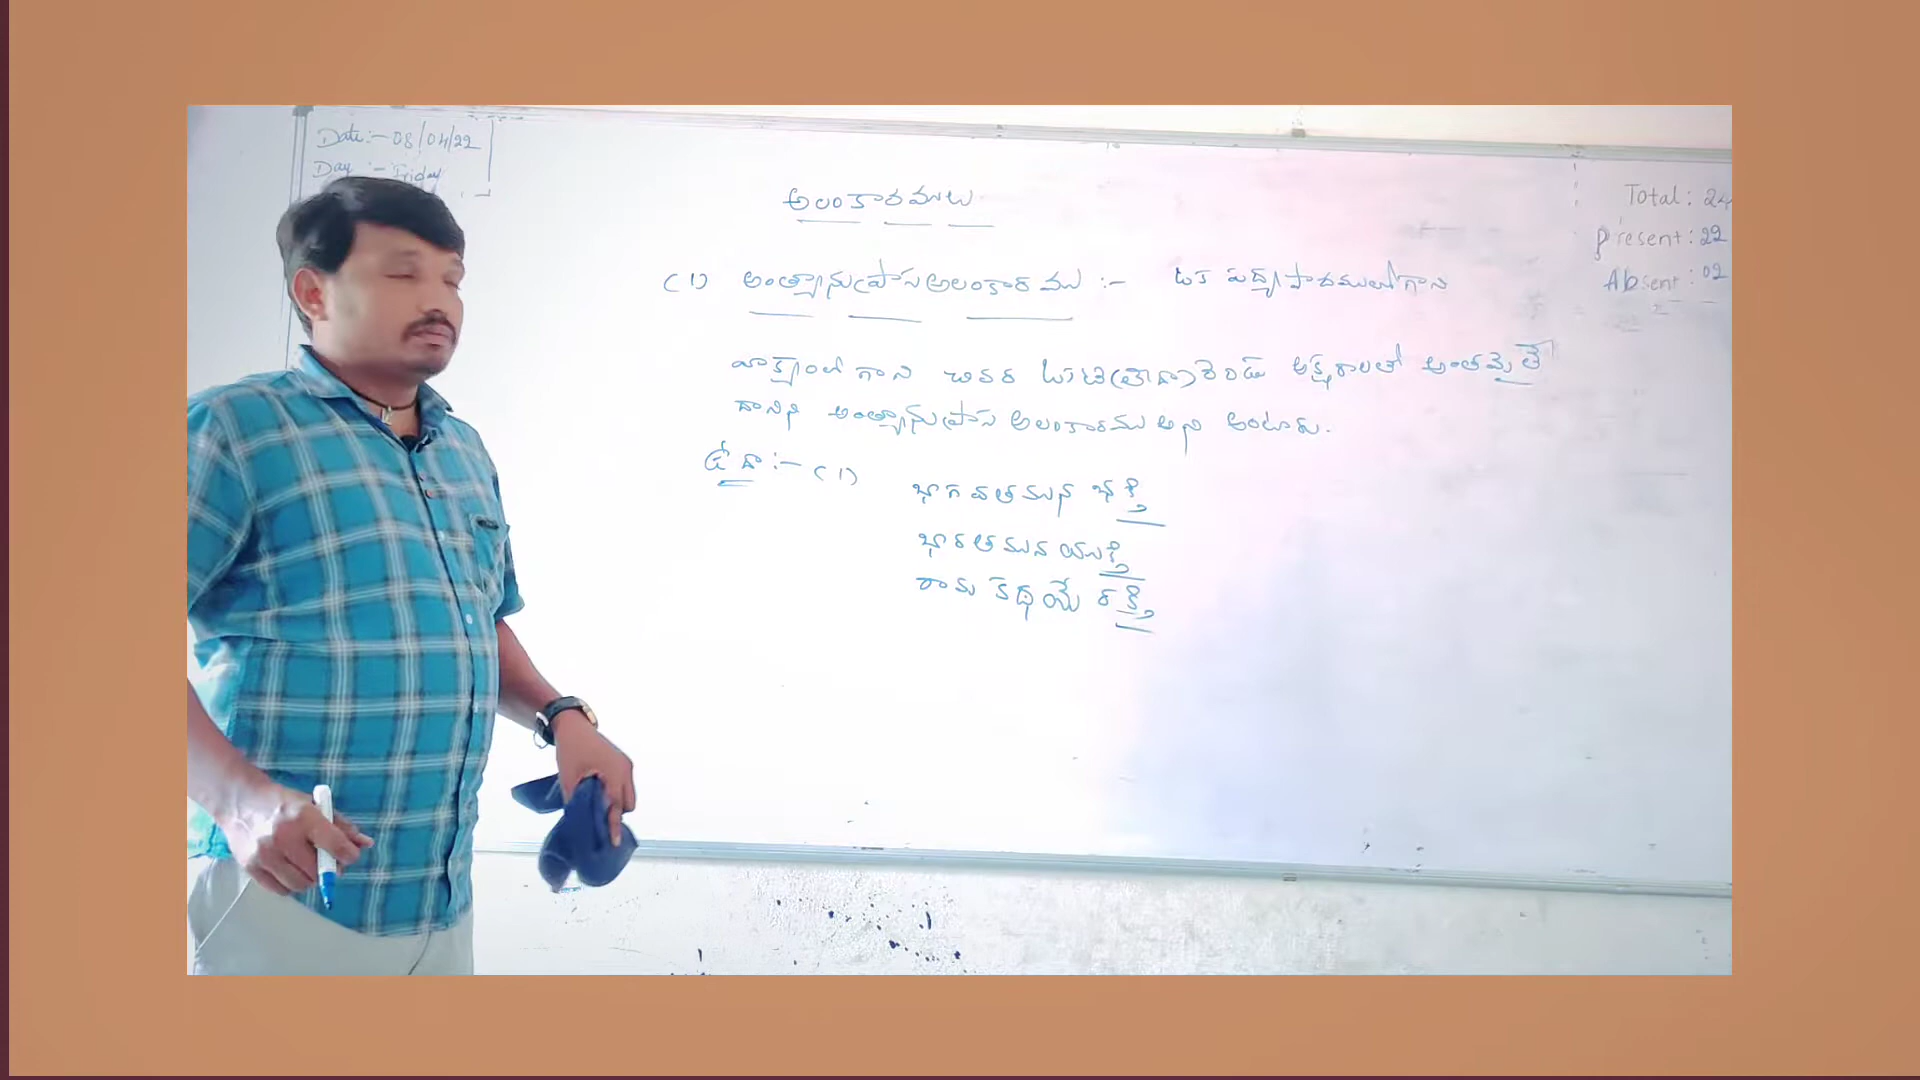 Date:- 08/04/22
Day :- Friday
అలంకారములు
Total: 24
Present: 22
Absent: 02
(1) అంత్యానుప్రాస అలంకారము :- ఒక పద్య పాదములోగాని
వాక్యంలో గాని చివర ఒకటి (లేదా) రెండు అక్షరాలతో అంతమైతే
దానిని అంత్యానుప్రాస అలంకారము అని అంటారు.
ఉదా :- (1)
భాగవతమున భక్తి
భారతమున యుక్తి
రామ కథయే రక్తి